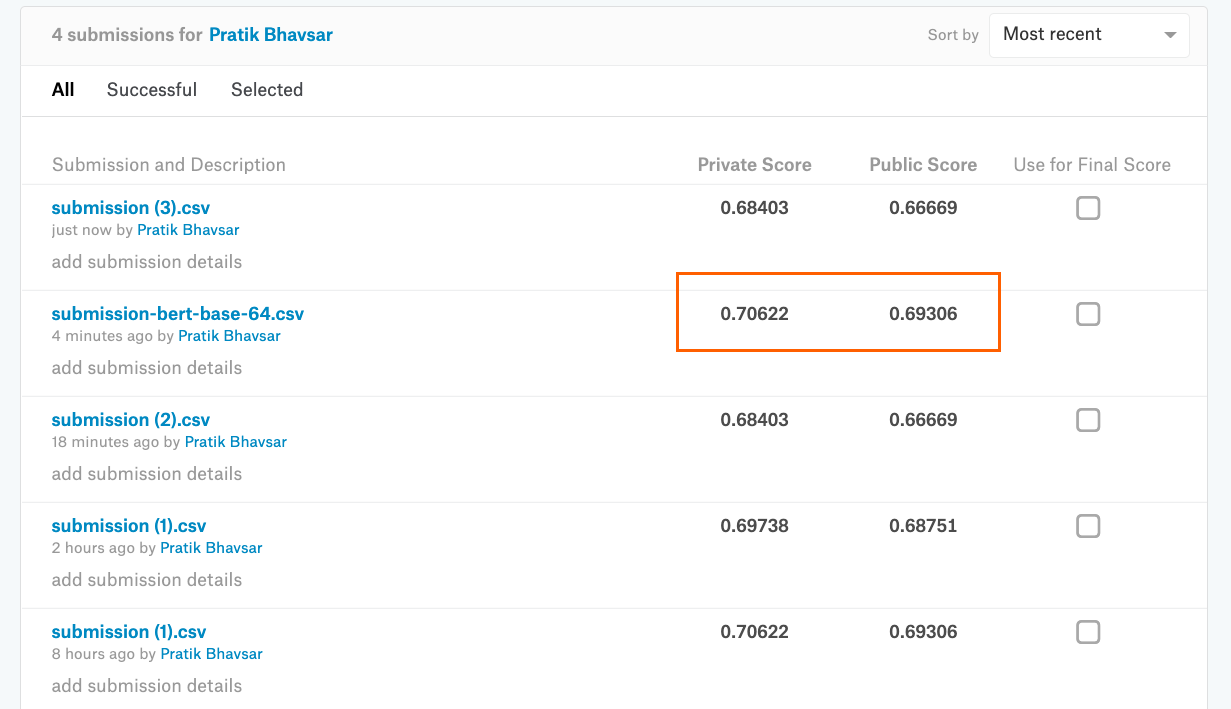 4 submissions for Pratik Bhavsar
Sort by Most recent
All Successful Selected
Submission and Description Private Score Public Score Use for Final Score
submission (3).csv 0.68403 0.66669
just now by Pratik Bhavsar
add submission details
submission-bert-base-64.csv 0.70622 0.69306
4 minutes ago by Pratik Bhavsar
add submission details
submission (2).csv 0.68403 0.66669
18 minutes ago by Pratik Bhavsar
add submission details
submission (1).csv 0.69738 0.68751
2 hours ago by Pratik Bhavsar
add submission details
submission (1).csv 0.70622 0.69306
8 hours ago by Pratik Bhavsar
add submission details